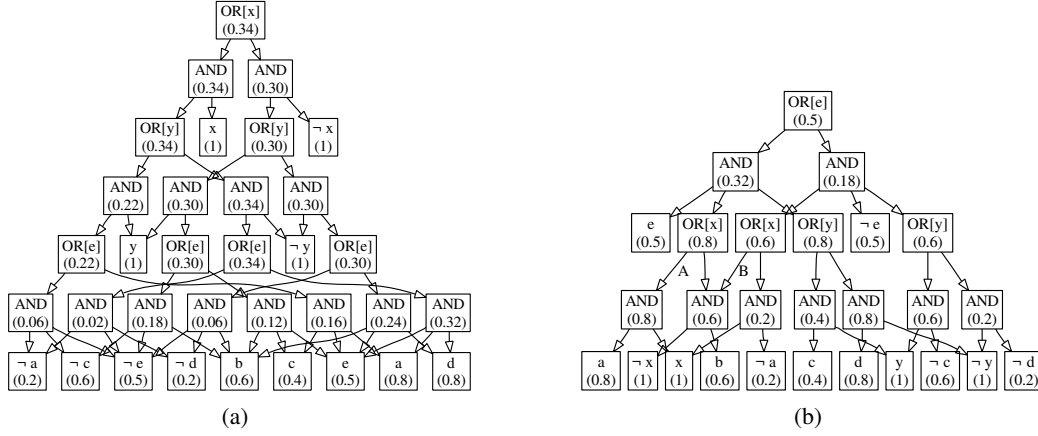 OR[x]
(0.34)
AND AND
(0.34) (0.30)
OR[y] x OR[y] ¬ x
(0.34) (1) (0.30) (1)
AND AND AND AND
(0.22) (0.30) (0.34) (0.30)
OR[e] y OR[e] OR[e] ¬ y OR[e]
(0.22) (1) (0.30) (0.34) (1) (0.30)
AND AND AND AND AND AND AND AND
(0.06) (0.02) (0.18) (0.06) (0.12) (0.16) (0.24) (0.32)
¬ a ¬ c ¬ e ¬ d b c e a d
(0.2) (0.6) (0.5) (0.2) (0.6) (0.4) (0.5) (0.8) (0.8)
(a)
OR[e]
(0.5)
AND AND
(0.32) (0.18)
e OR[x] OR[x] OR[y] ¬ e OR[y]
(0.5) (0.8) (0.6) (0.8) (0.5) (0.6)
A B
AND AND AND AND AND AND AND
(0.8) (0.6) (0.2) (0.4) (0.8) (0.6) (0.2)
a ¬ x x b ¬ a c d y ¬ c ¬ y ¬ d
(0.8) (1) (1) (0.6) (0.2) (0.4) (0.8) (1) (0.6) (1) (0.2)
(b)